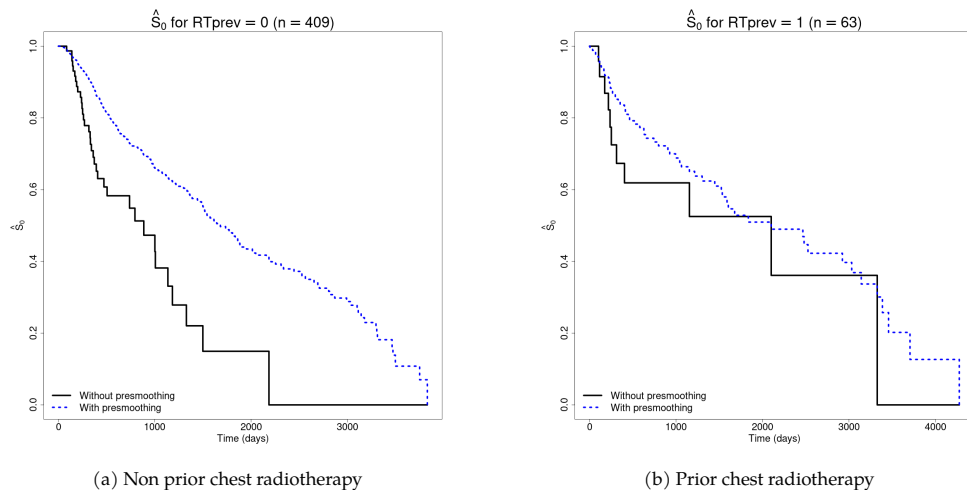 Ŝ₀ for RTprev = 0 (n = 409)
1.0
0.8
0.6
0.4
0.2
0.0
Ŝ₀
Without presmoothing
With presmoothing
0 1000 2000 3000
Time (days)
(a) Non prior chest radiotherapy
Ŝ₀ for RTprev = 1 (n = 63)
1.0
0.8
0.6
0.4
0.2
0.0
Ŝ₀
Without presmoothing
With presmoothing
0 1000 2000 3000 4000
Time (days)
(b) Prior chest radiotherapy